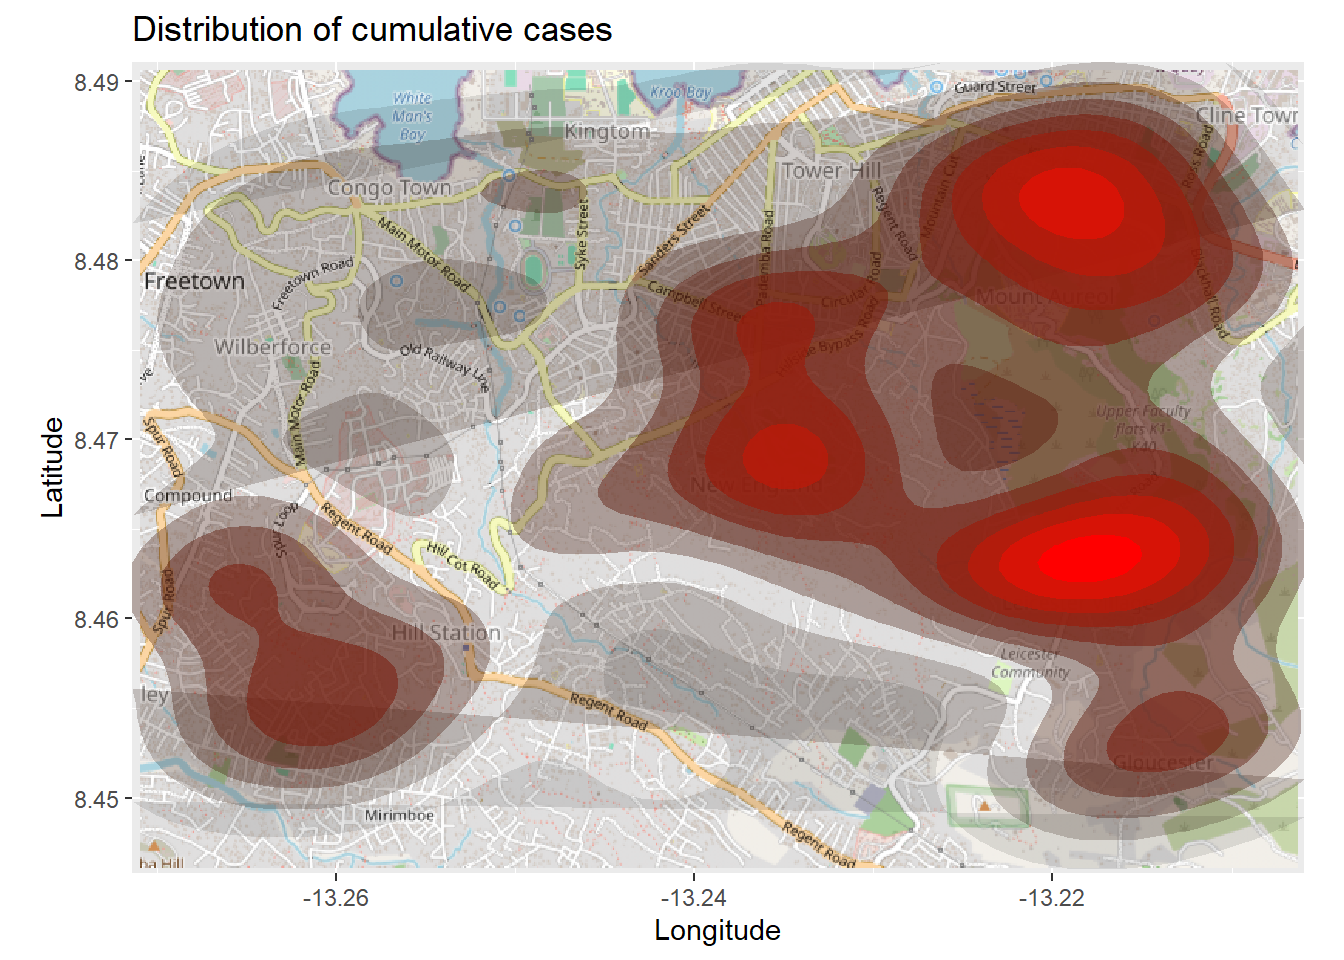 Distribution of cumulative cases
8.49
8.48
8.47
8.46
8.45
Latitude
-13.26
-13.24
-13.22
Longitude
White
Man's
Bay
Kroo Bay
Guard Street
Cline Town
Kingtom
Tower Hill
Congo Town
Ross Road
Mountain Cut
Regent Road
Syke Street
Sanders Street
Pademba Road
Main Motor Road
Freetown Road
Freetown
Campbell Street
Circular Road
Mount Aureol
Blackhall Road
Hillside Bypass Road
Wilberforce
Old Railway Line
Main Motor Road
Upper Faculty
flats K1-
K40
Spur Road
Compound
New England
Spur Loop
Regent Road
Hill Cot Road
Spur Road
Hill Station
Leicester
Community
ley
Regent Road
Gloucester
Mirimboe
Regent Road
ba Hill